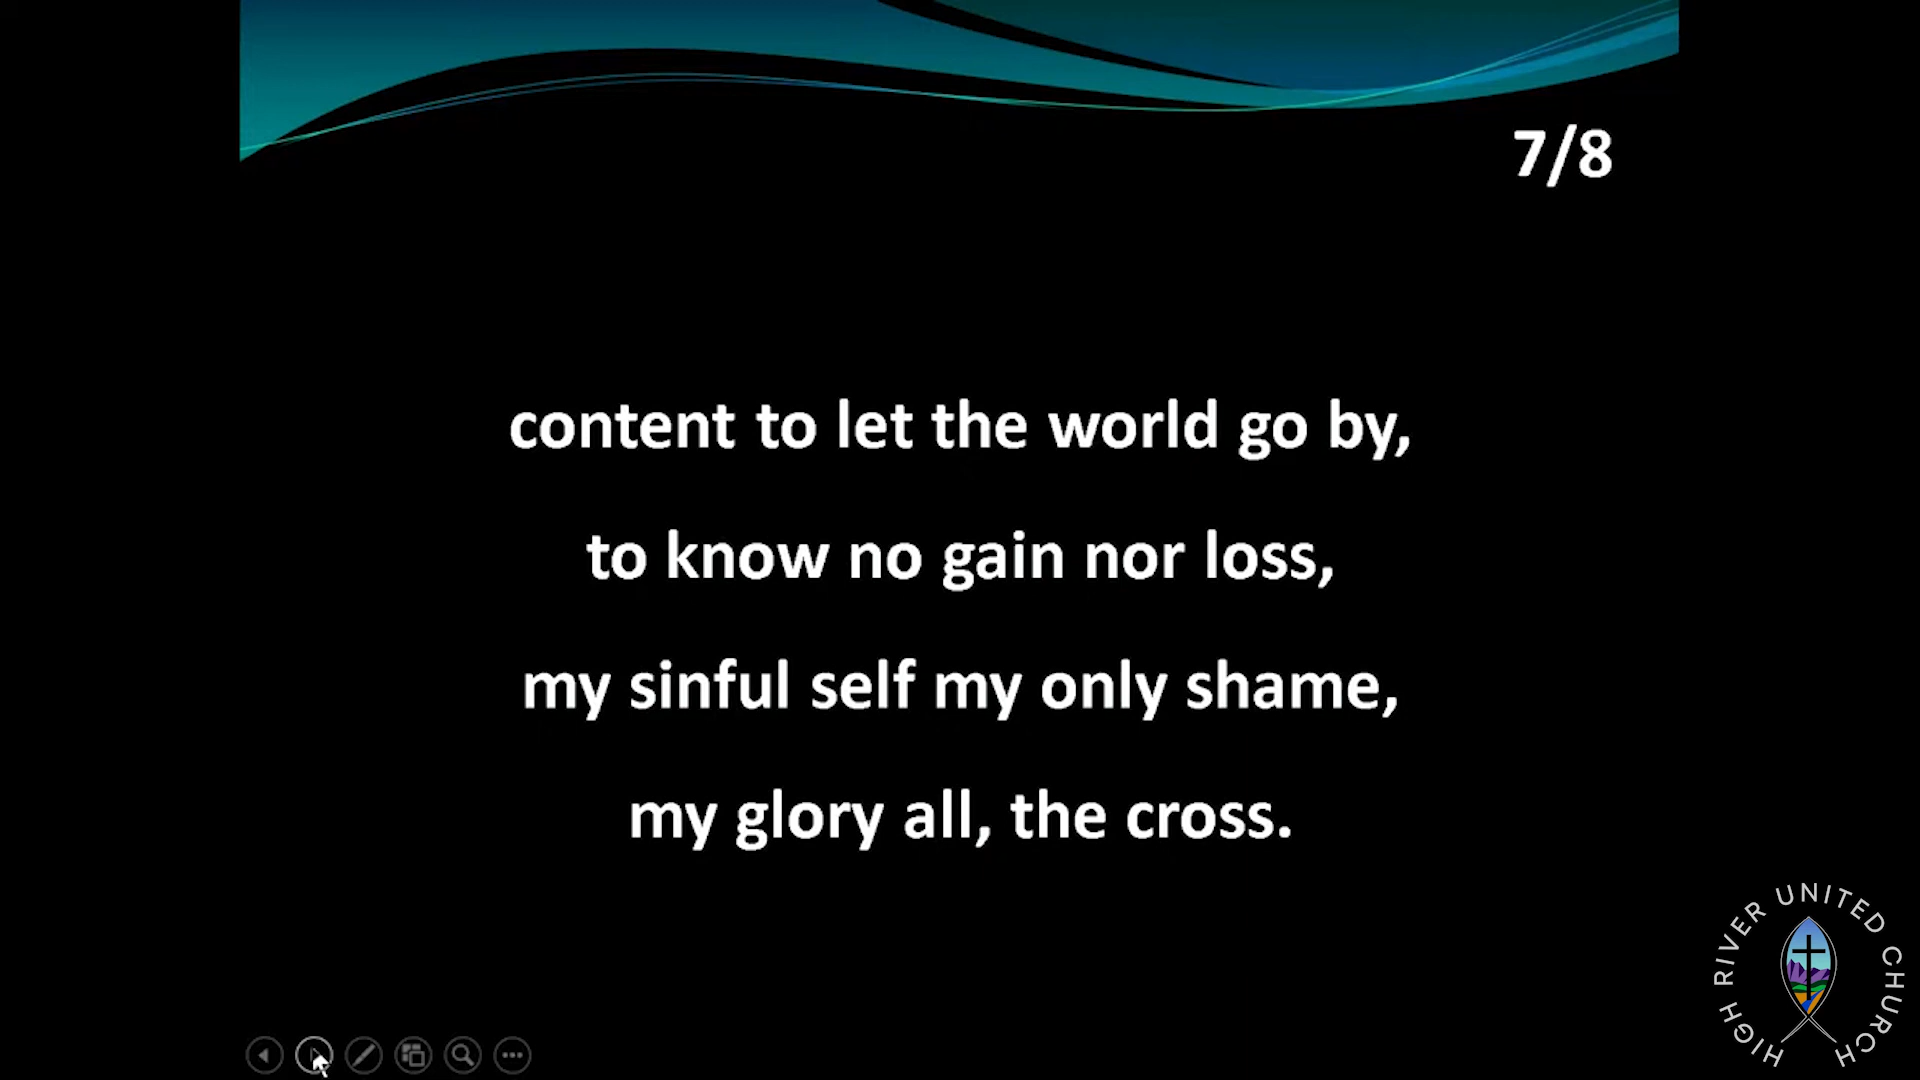 7/8
content to let the world go by,
to know no gain nor loss,
my sinful self my only shame,
my glory all, the cross.
HIGH RIVER UNITED CHURCH